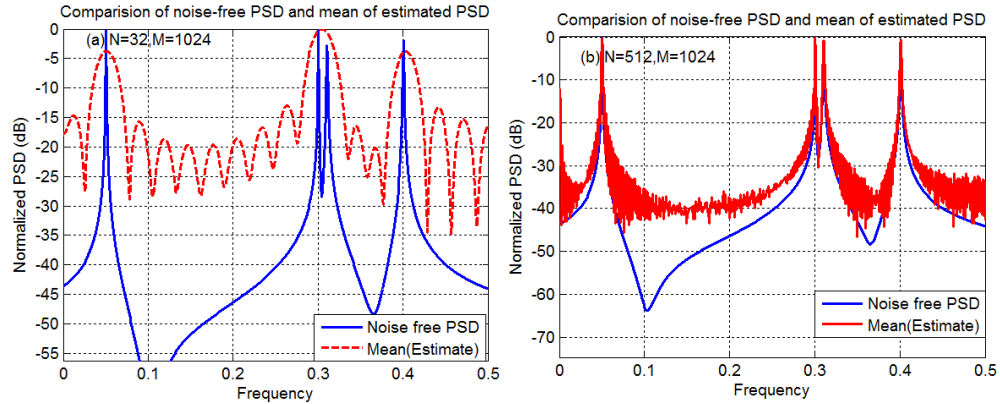 Comparision of noise-free PSD and mean of estimated PSD
(a) N=32,M=1024
0
-5
-10
-15
-20
-25
-30
-35
-40
-45
-50
-55
Normalized PSD (dB)
Noise free PSD
Mean(Estimate)
0 0.1 0.2 0.3 0.4 0.5
Frequency
Comparision of noise-free PSD and mean of estimated PSD
(b) N=512,M=1024
0
-10
-20
-30
-40
-50
-60
-70
Normalized PSD (dB)
Noise free PSD
Mean(Estimate)
0 0.1 0.2 0.3 0.4 0.5
Frequency